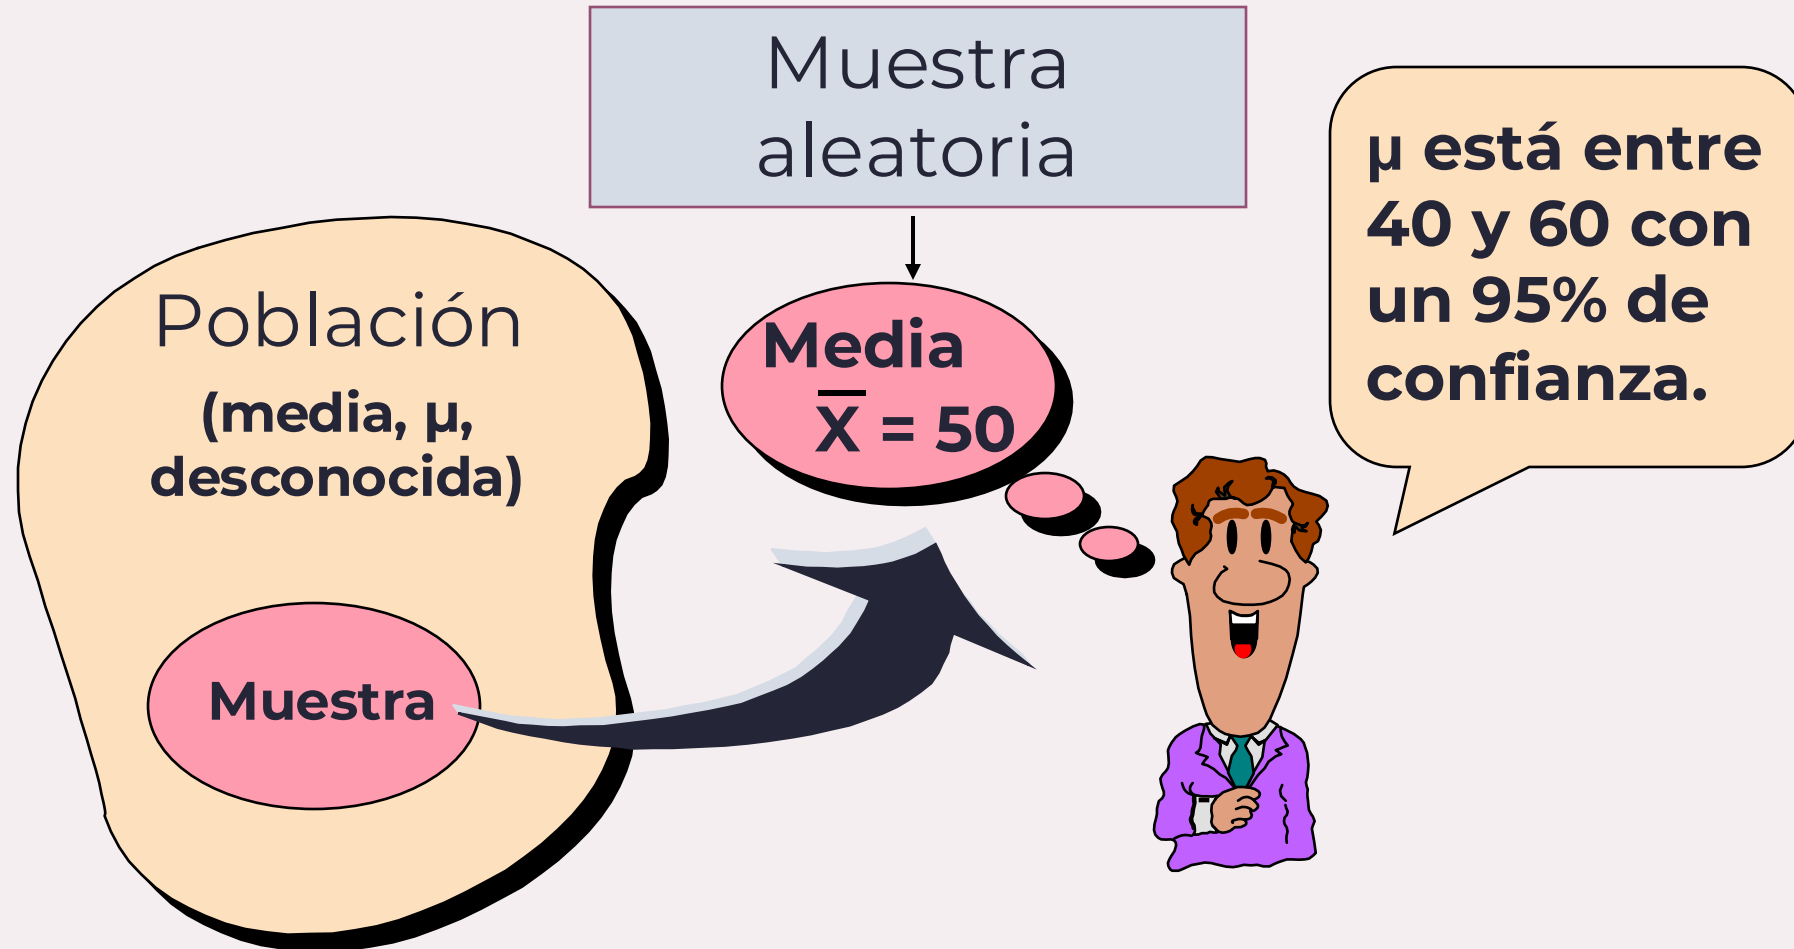 Muestra
aleatoria
Población
(media, μ,
desconocida)
Muestra
Media
X̅ = 50
μ está entre
40 y 60 con
un 95% de
confianza.